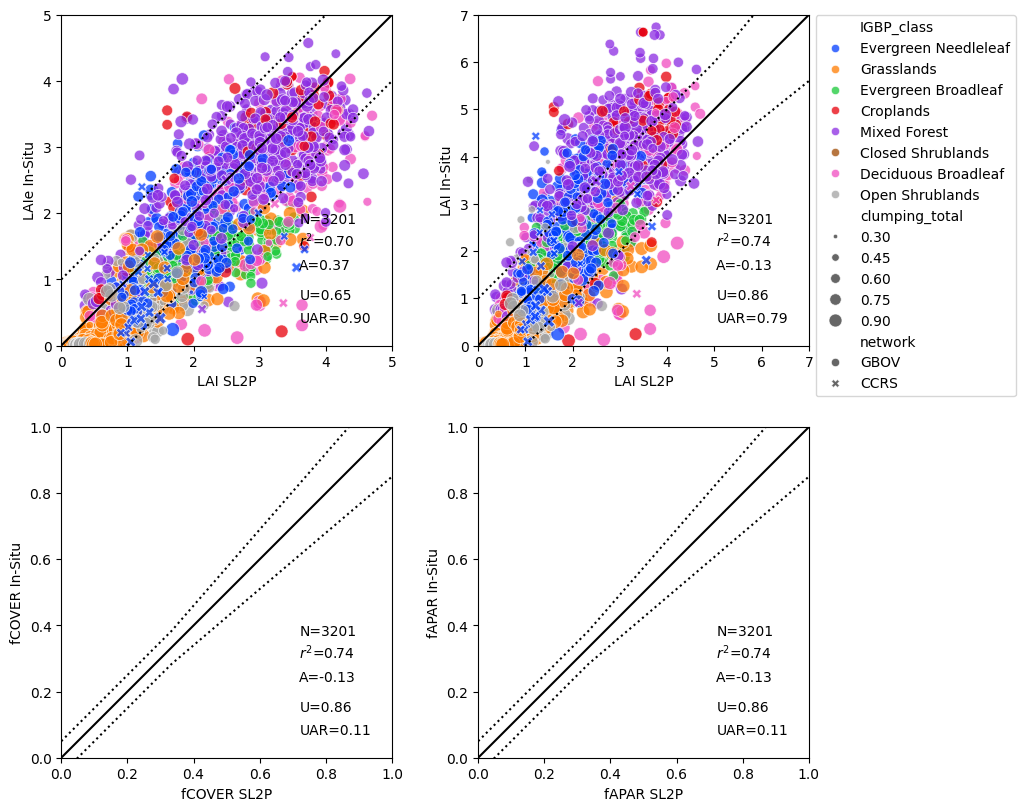 5
4
3
2
1
0
0
1
2
3
4
5
LAIe In-Situ
LAI SL2P
N=3201
r²=0.70
A=0.37
U=0.65
UAR=0.90
7
6
5
4
3
2
1
0
0
1
2
3
4
5
6
7
LAI In-Situ
LAI SL2P
N=3201
r²=0.74
A=-0.13
U=0.86
UAR=0.79
IGBP_class
Evergreen Needleleaf
Grasslands
Evergreen Broadleaf
Croplands
Mixed Forest
Closed Shrublands
Deciduous Broadleaf
Open Shrublands
clumping_total
0.30
0.45
0.60
0.75
0.90
network
GBOV
CCRS
1.0
0.8
0.6
0.4
0.2
0.0
0.0
0.2
0.4
0.6
0.8
1.0
fCOVER In-Situ
fCOVER SL2P
N=3201
r²=0.74
A=-0.13
U=0.86
UAR=0.11
1.0
0.8
0.6
0.4
0.2
0.0
0.0
0.2
0.4
0.6
0.8
1.0
fAPAR In-Situ
fAPAR SL2P
N=3201
r²=0.74
A=-0.13
U=0.86
UAR=0.11